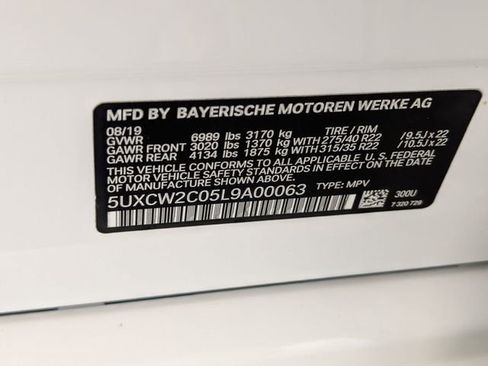 MFD BY BAYERISCHE MOTOREN WERKE AG
08/19 TIRE / RIM
GVWR 6989 lbs 3170 kg
GAWR FRONT 3020 lbs 1370 kg WITH 275/40 R22 /9.5J x 22
GAWR REAR 4134 lbs 1875 kg WITH 315/35 R22 /10.5J x 22
THIS VEHICLE CONFORMS TO ALL APPLICABLE U.S. FEDERAL
MOTOR VEHICLE SAFETY STANDARDS IN EFFECT ON
THE DATE OF MANUFACTURE SHOWN ABOVE.
5UXCW2C05L9A00063 TYPE: MPV
300U
7 320 729